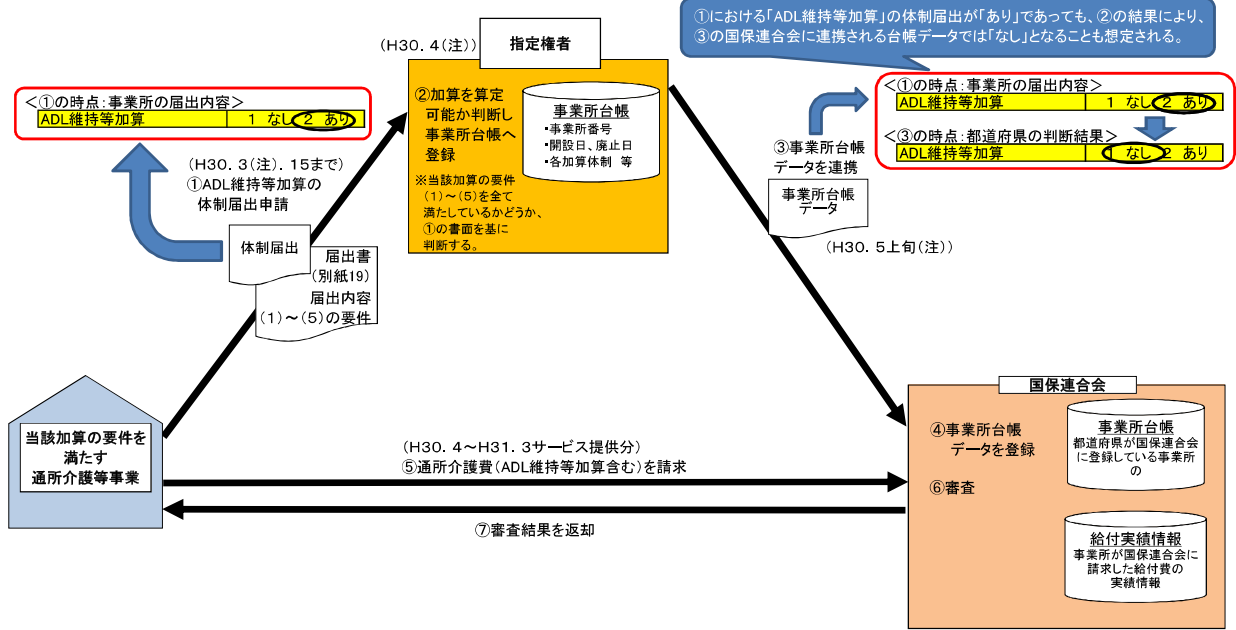 ①における「ADL維持等加算」の体制届出が「あり」であっても、②の結果により、
③の国保連合会に連携される台帳データでは「なし」となることも想定される。
(H30.4(注))
指定権者
②加算を算定
可能か判断し
事業所台帳へ
登録
※当該加算の要件
(1)～(5)を全て
満たしているかどうか、
①の書面を基に
判断する。
事業所台帳
・事業所番号
・開設日、廃止日
・各加算体制 等
＜①の時点:事業所の届出内容＞
ADL維持等加算 1 なし 2 あり
(H30.3(注).15まで)
①ADL維持等加算の
体制届出申請
体制届出
届出書
(別紙19)
届出内容
(1)～(5)の要件
＜①の時点:事業所の届出内容＞
ADL維持等加算 1 なし 2 あり
＜③の時点:都道府県の判断結果＞
ADL維持等加算 1 なし 2 あり
③事業所台帳
データを連携
事業所台帳
データ
(H30.5上旬(注))
当該加算の要件を
満たす
通所介護等事業
(H30.4～H31.3サービス提供分)
⑤通所介護費(ADL維持等加算含む)を請求
⑦審査結果を返却
国保連合会
④事業所台帳
データを登録
⑥審査
事業所台帳
都道府県が国保連合会
に登録している事業所
の
給付実績情報
事業所が国保連合会に
請求した給付費の
実績情報